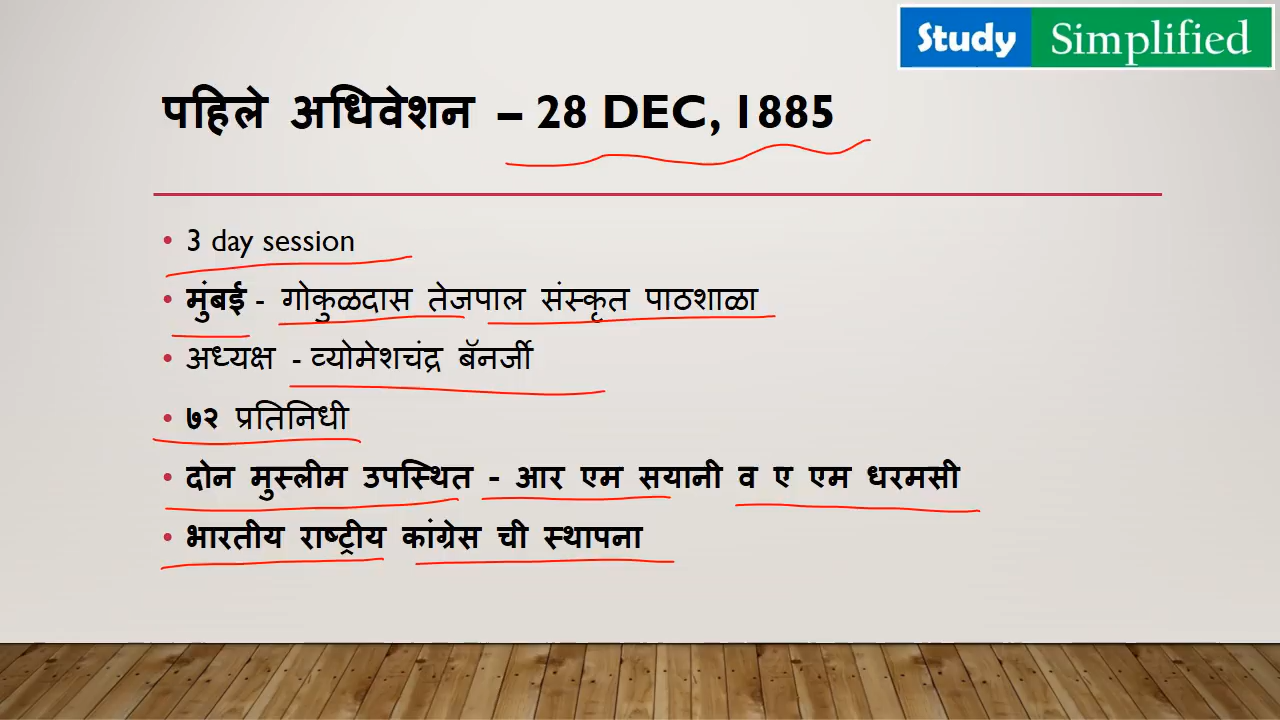 Study Simplified
पहिले अधिवेशन – 28 DEC, 1885
• 3 day session
• मुंबई - गोकुळदास तेजपाल संस्कृत पाठशाळा
• अध्यक्ष - व्योमेशचंद्र बॅनर्जी
• ७२ प्रतिनिधी
• दोन मुस्लीम उपस्थित - आर एम सयानी व ए एम धरमसी
• भारतीय राष्ट्रीय कांग्रेस ची स्थापना